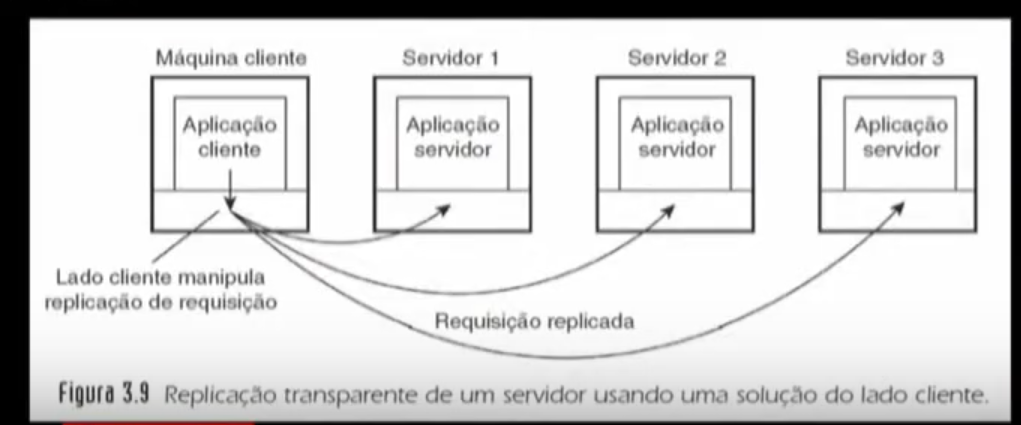 Máquina cliente
Servidor 1
Servidor 2
Servidor 3
Aplicação
cliente
Aplicação
servidor
Aplicação
servidor
Aplicação
servidor
Lado cliente manipula
replicação de requisição
Requisição replicada
Figura 3.9 Replicação transparente de um servidor usando uma solução do lado cliente.